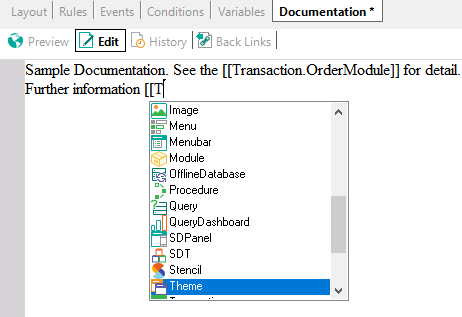 Layout Rules Events Conditions Variables Documentation *
Preview Edit History Back Links
Sample Documentation. See the [[Transaction.OrderModule]] for detail.
Further information [[T
Image
Menu
Menubar
Module
OfflineDatabase
Procedure
Query
QueryDashboard
SDPanel
SDT
Stencil
Theme